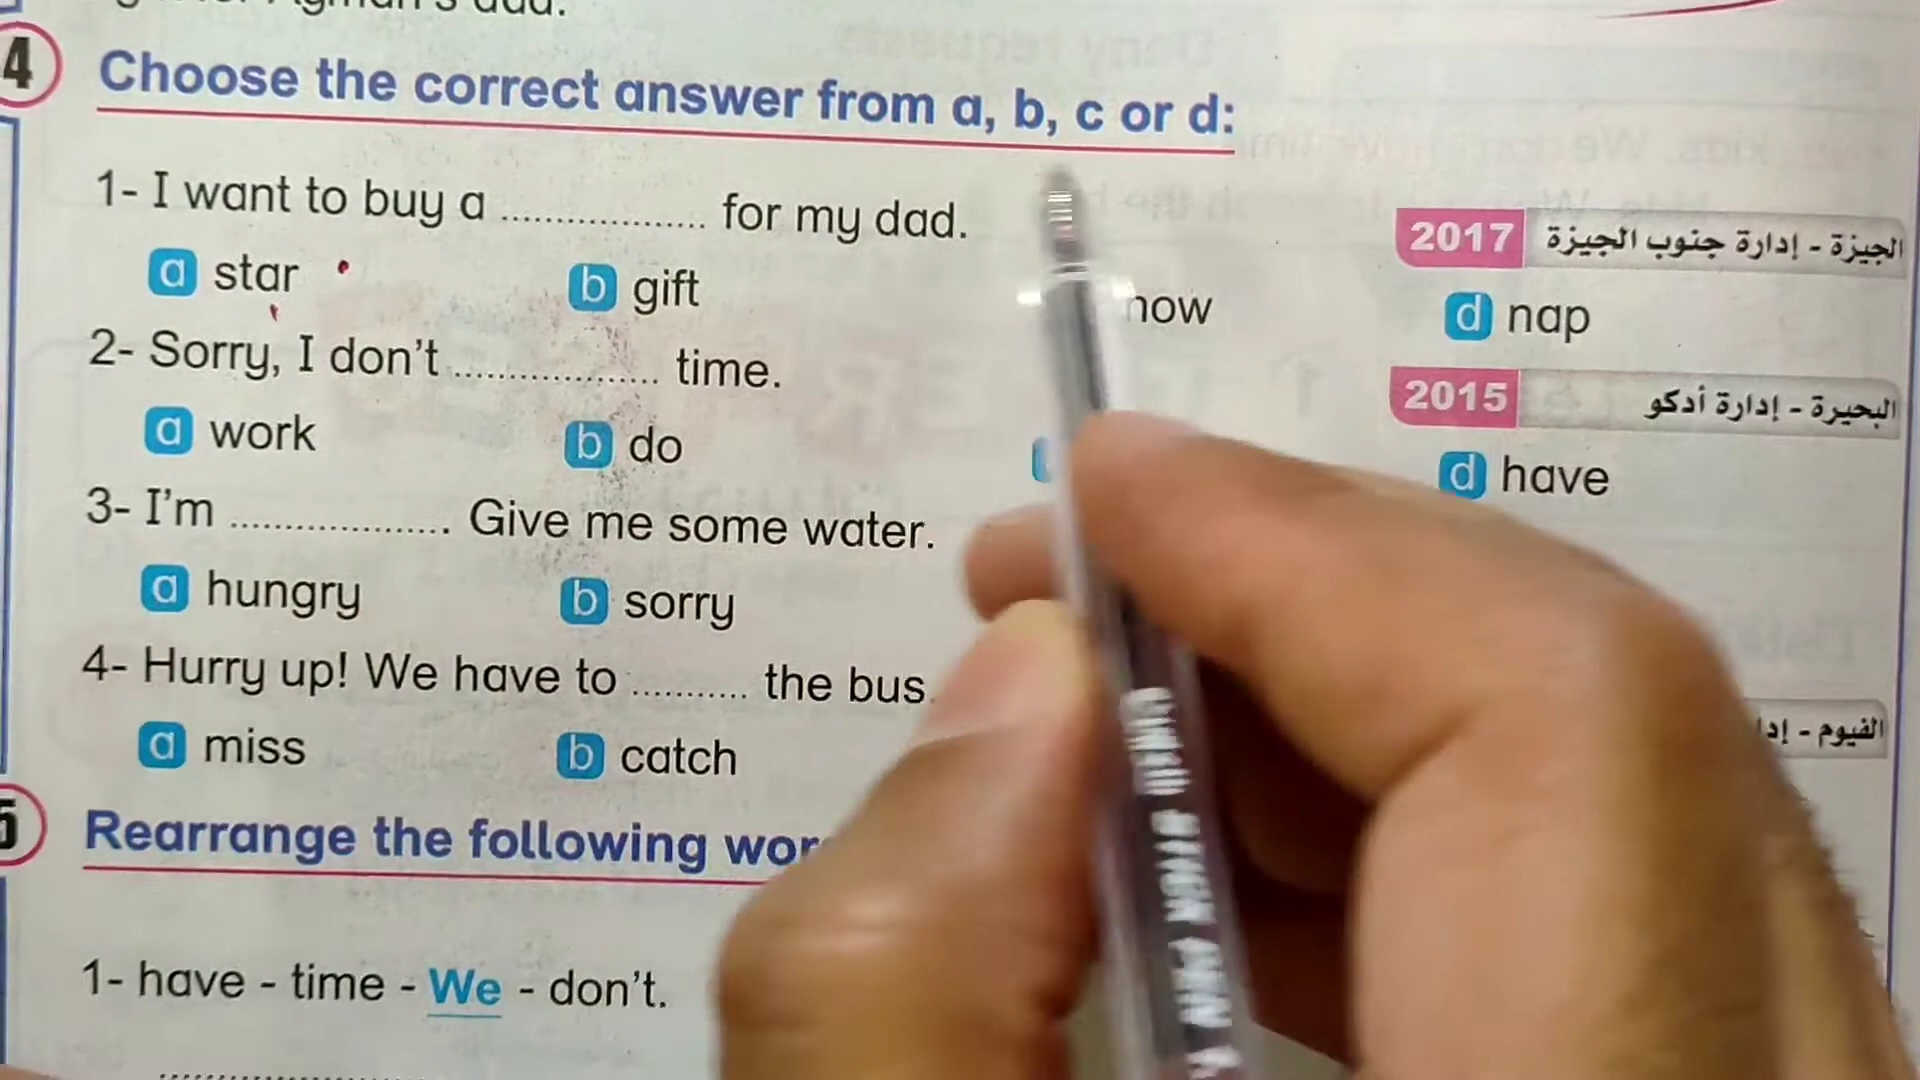 4 Choose the correct answer from a, b, c or d:
1- I want to buy a .................. for my dad.
2017 الجيزة - إدارة جنوب الجيزة
a star b gift d nap
2- Sorry, I don't .................. time.
2015 البحيرة - إدارة أدكو
a work b do d have
3- I'm .................... Give me some water.
a hungry b sorry
4- Hurry up! We have to ........... the bus.
الفيوم -
a miss b catch
5 Rearrange the following
1- have - time - We - don't.